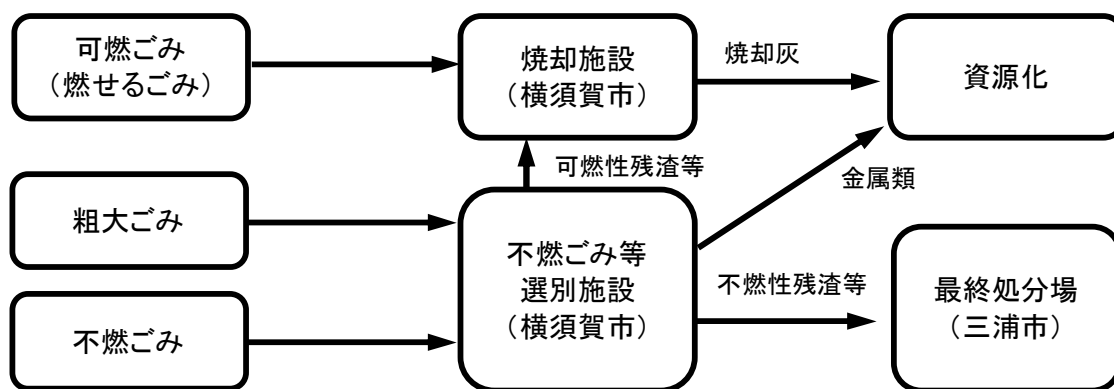 可燃ごみ
（燃せるごみ）
焼却施設
（横須賀市）
焼却灰
資源化
可燃性残渣等
金属類
粗大ごみ
不燃ごみ等
選別施設
（横須賀市）
不燃性残渣等
最終処分場
（三浦市）
不燃ごみ